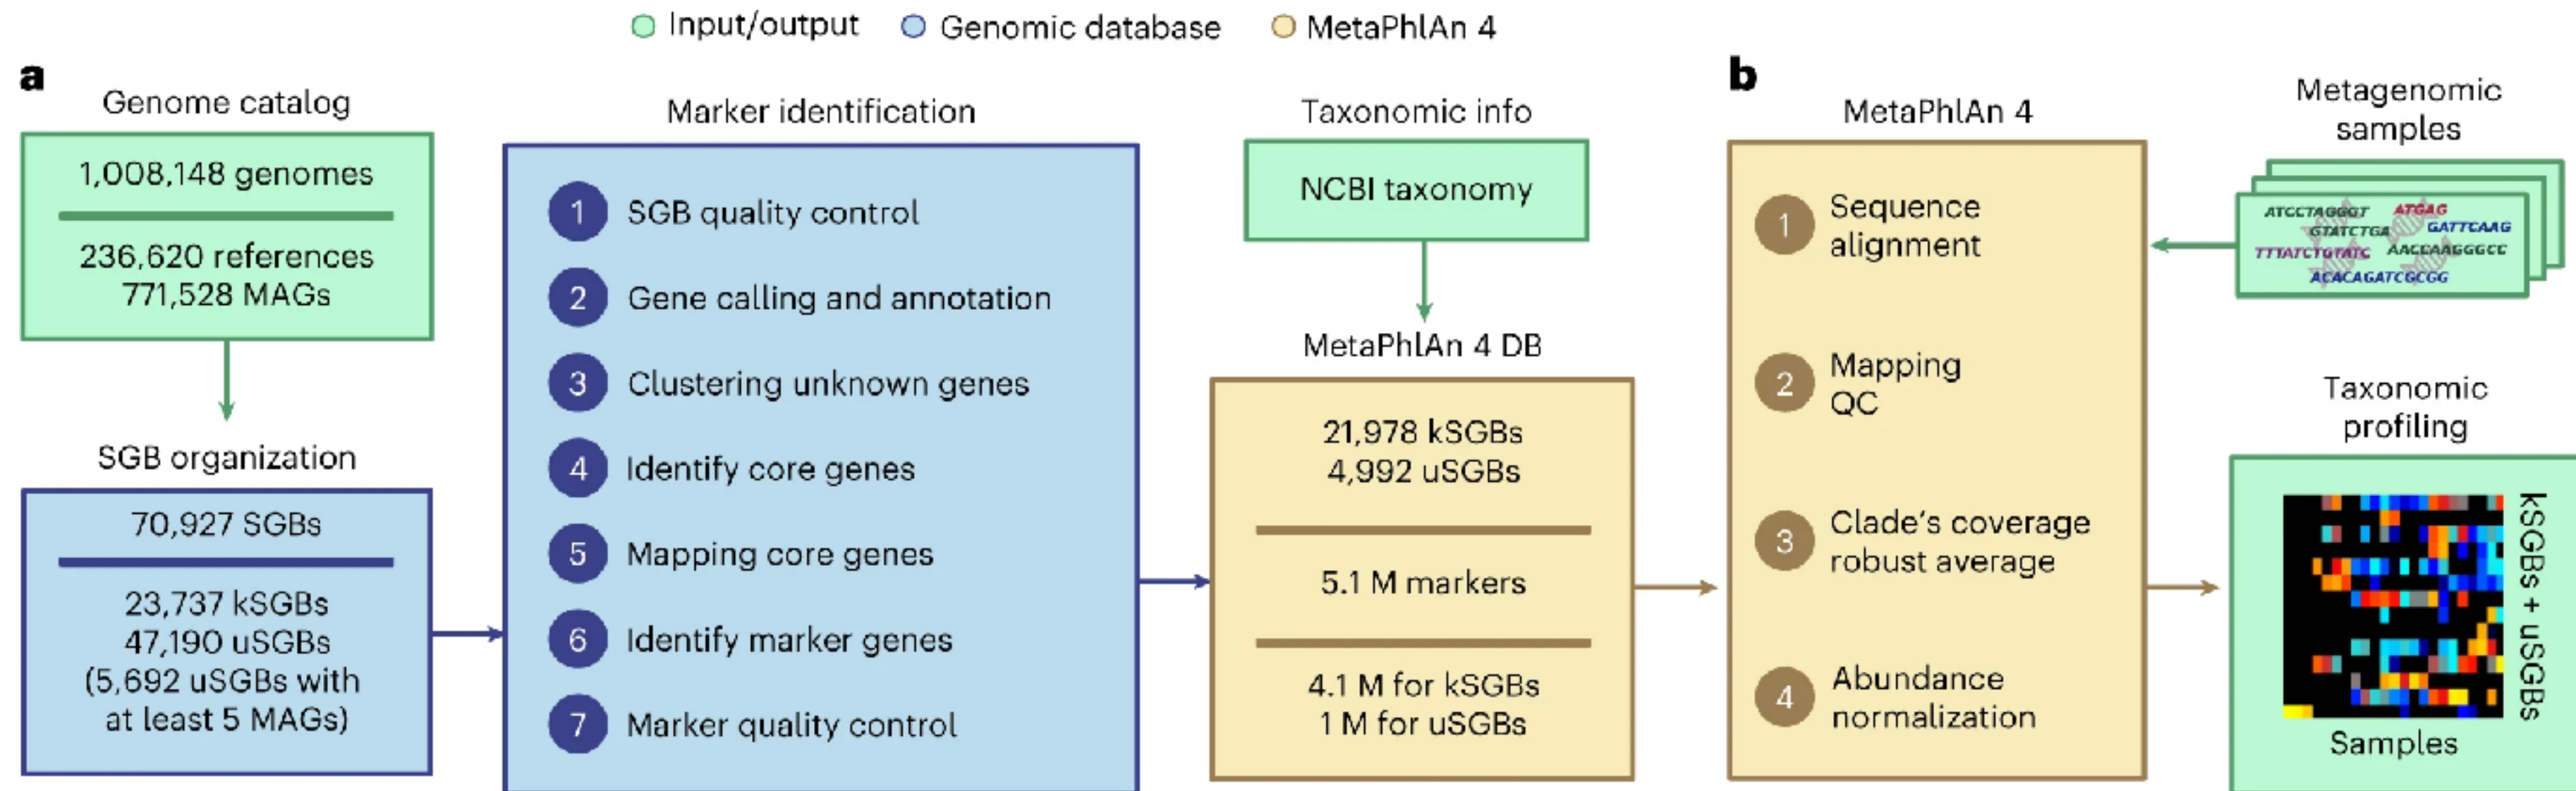 Input/output
Genomic database
MetaPhlAn 4
a
Genome catalog
1,008,148 genomes
236,620 references
771,528 MAGs
SGB organization
70,927 SGBs
23,737 kSGBs
47,190 uSGBs
(5,692 uSGBs with
at least 5 MAGs)
Marker identification
1 SGB quality control
2 Gene calling and annotation
3 Clustering unknown genes
4 Identify core genes
5 Mapping core genes
6 Identify marker genes
7 Marker quality control
Taxonomic info
NCBI taxonomy
MetaPhlAn 4 DB
21,978 kSGBs
4,992 uSGBs
5.1 M markers
4.1 M for kSGBs
1 M for uSGBs
b
MetaPhlAn 4
1 Sequence
alignment
2 Mapping
QC
3 Clade’s coverage
robust average
4 Abundance
normalization
Metagenomic
samples
ATCCTAGGGT
ATGAG
GTATCTGA
GATTCAAG
TTTATCTGTATC
AACCAAGGGCC
ACACAGATCGCGG
Taxonomic
profiling
kSGBs + uSGBs
Samples